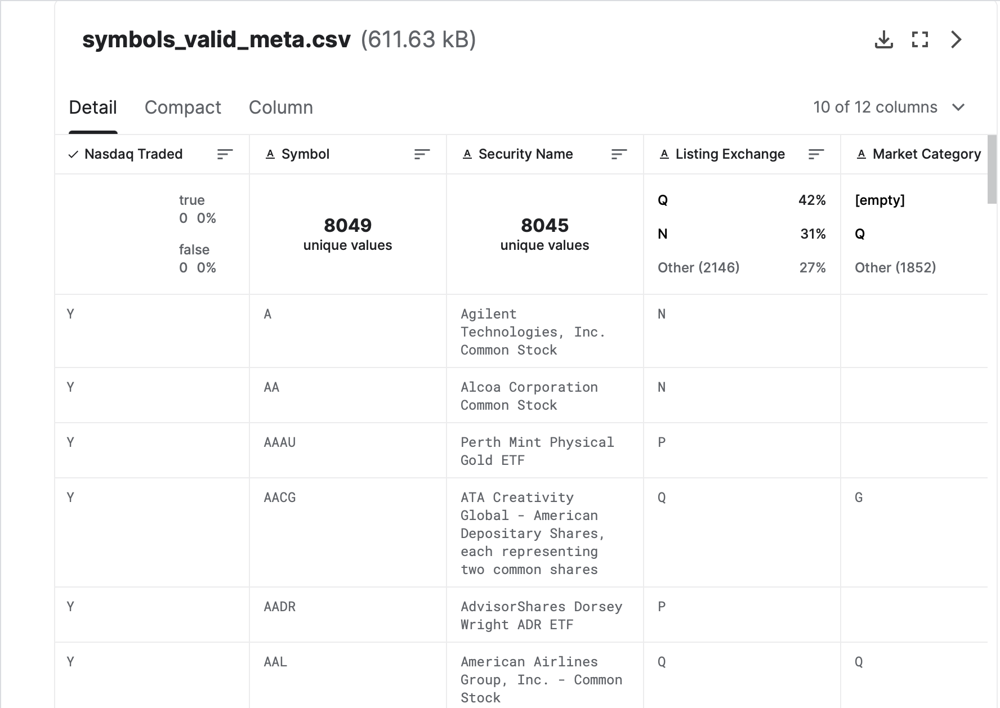 symbols_valid_meta.csv (611.63 kB)
Detail Compact Column 10 of 12 columns
Nasdaq Traded A Symbol A Security Name A Listing Exchange A Market Category
true
0 0%
false
0 0%
8049
unique values
8045
unique values
Q 42%
N 31%
Other (2146) 27%
[empty]
Q
Other (1852)
Y A Agilent N
Technologies, Inc.
Common Stock
Y AA Alcoa Corporation N
Common Stock
Y AAAU Perth Mint Physical P
Gold ETF
Y AACG ATA Creativity Q G
Global - American
Depositary Shares,
each representing
two common shares
Y AADR AdvisorShares Dorsey P
Wright ADR ETF
Y AAL American Airlines Q Q
Group, Inc. - Common
Stock